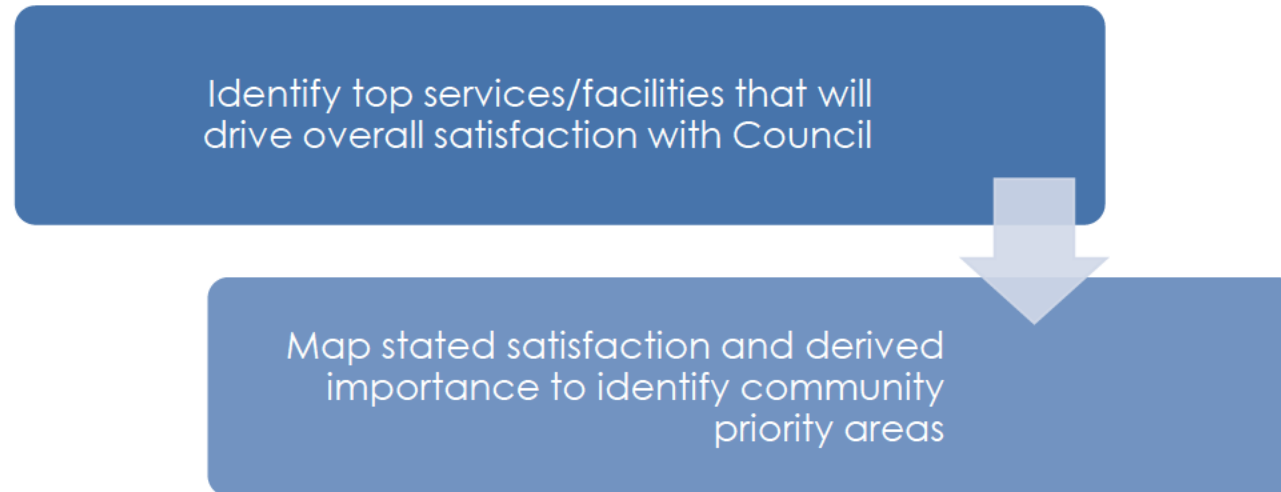 Identify top services/facilities that will
drive overall satisfaction with Council
Map stated satisfaction and derived
importance to identify community
priority areas